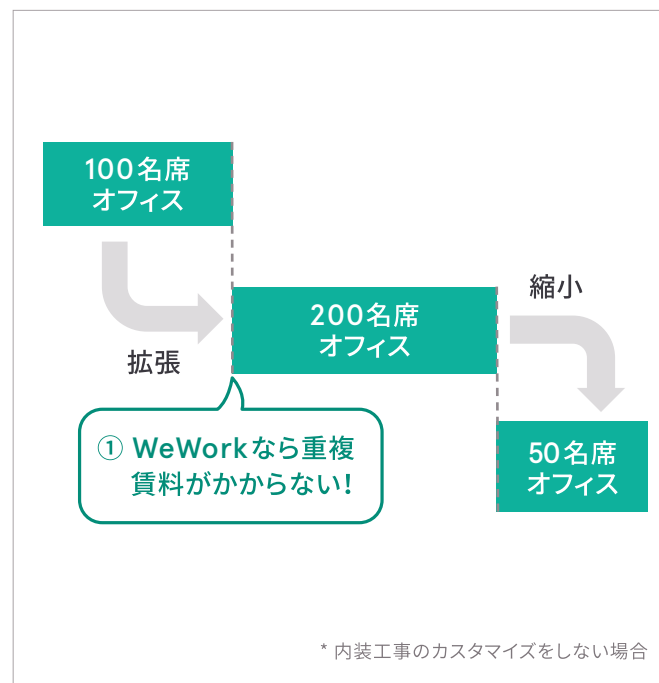 100名席
オフィス
拡張
200名席
オフィス
縮小
50名席
オフィス
① WeWorkなら重複
賃料がかからない！
* 内装工事のカスタマイズをしない場合